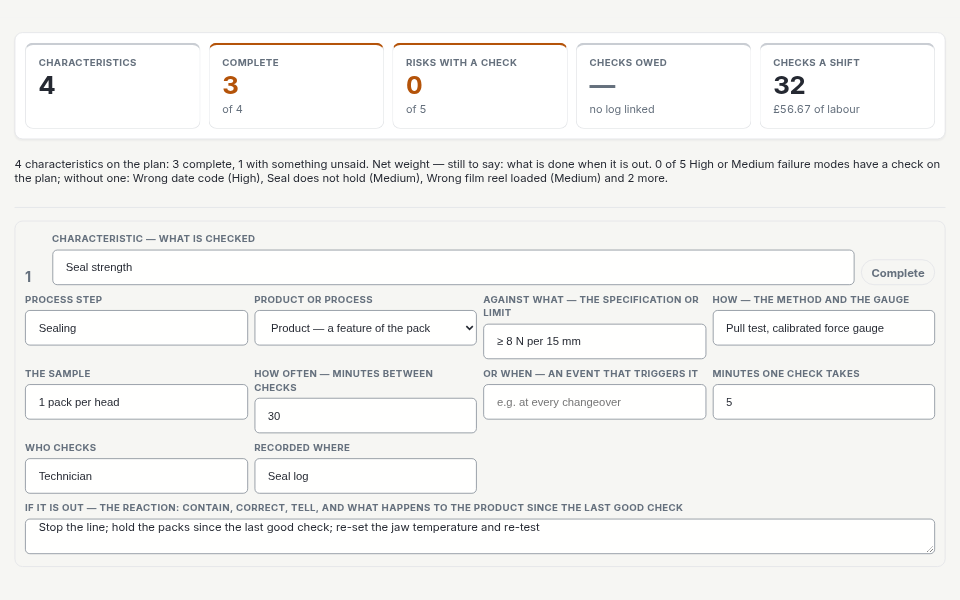 CHARACTERISTICS
4
COMPLETE
3
of 4
RISKS WITH A CHECK
0
of 5
CHECKS OWED
—
no log linked
CHECKS A SHIFT
32
£56.67 of labour
4 characteristics on the plan: 3 complete, 1 with something unsaid. Net weight — still to say: what is done when it is out. 0 of 5 High or Medium failure modes have a check on
the plan; without one: Wrong date code (High), Seal does not hold (Medium), Wrong film reel loaded (Medium) and 2 more.
1
CHARACTERISTIC — WHAT IS CHECKED
Seal strength
Complete
PROCESS STEP
Sealing
PRODUCT OR PROCESS
Product — a feature of the pack
AGAINST WHAT — THE SPECIFICATION OR
LIMIT
≥ 8 N per 15 mm
HOW — THE METHOD AND THE GAUGE
Pull test, calibrated force gauge
THE SAMPLE
1 pack per head
HOW OFTEN — MINUTES BETWEEN
CHECKS
30
OR WHEN — AN EVENT THAT TRIGGERS IT
e.g. at every changeover
MINUTES ONE CHECK TAKES
5
WHO CHECKS
Technician
RECORDED WHERE
Seal log
IF IT IS OUT — THE REACTION: CONTAIN, CORRECT, TELL, AND WHAT HAPPENS TO THE PRODUCT SINCE THE LAST GOOD CHECK
Stop the line; hold the packs since the last good check; re-set the jaw temperature and re-test